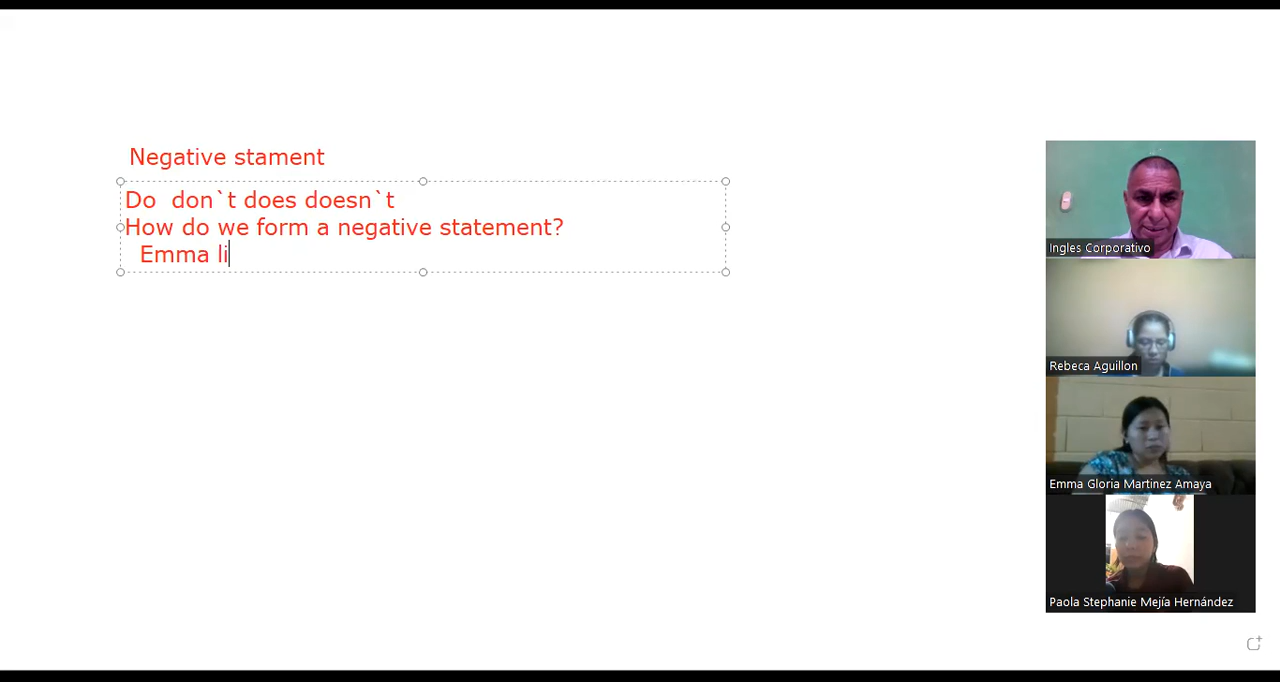 Negative stament
Do don`t does doesn`t
How do we form a negative statement?
Emma li
Ingles Corporativo
Rebeca Aguillon
Emma Gloria Martinez Amaya
Paola Stephanie Mejía Hernández